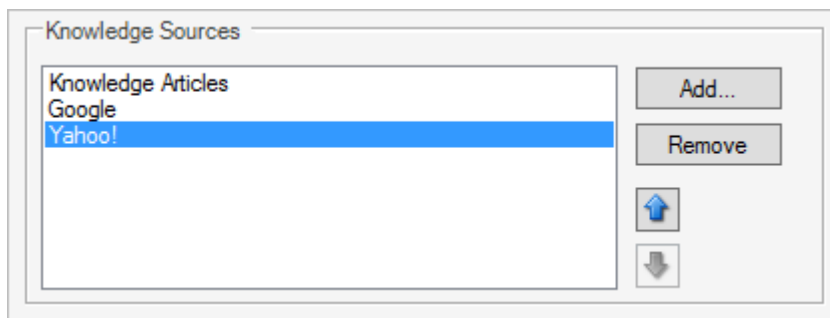 Knowledge Sources
Knowledge Articles
Google
Yahoo!
Add...
Remove